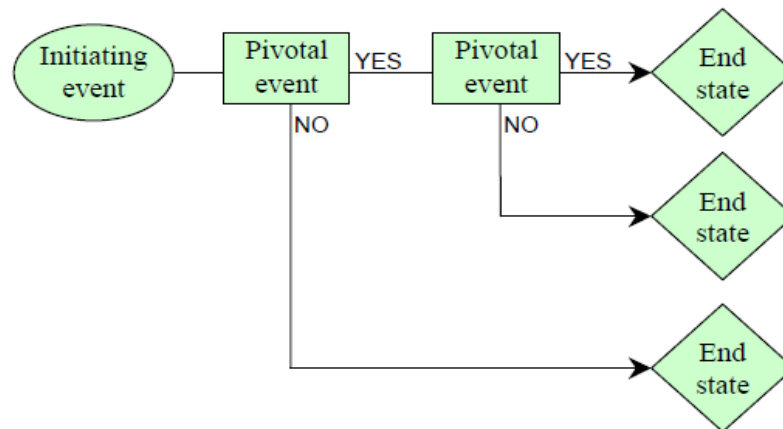 Initiating
event
Pivotal
event
YES
Pivotal
event
YES
End
state
NO
NO
End
state
End
state